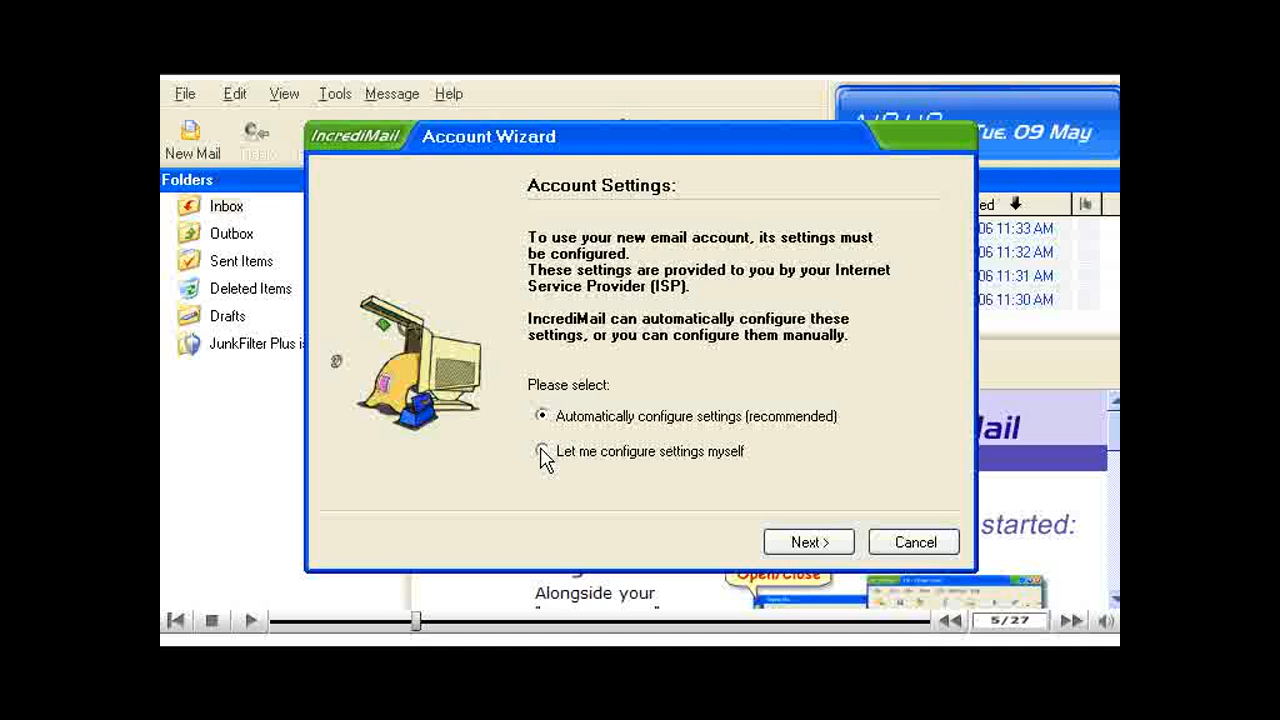 File Edit View Tools Message Help
Tue. 09 May
New Mail
IncrediMail Account Wizard
Folders
Inbox
Outbox
Sent Items
Deleted Items
Drafts
JunkFilter Plus is
Account Settings:
To use your new email account, its settings must
be configured.
These settings are provided to you by your Internet
Service Provider (ISP).
IncrediMail can automatically configure these
settings, or you can configure them manually.
Please select:
Automatically configure settings (recommended)
Let me configure settings myself
Next > Cancel
ed
06 11:33 AM
06 11:32 AM
06 11:31 AM
06 11:30 AM
Mail
started:
Open/Close
Alongside your
5/27